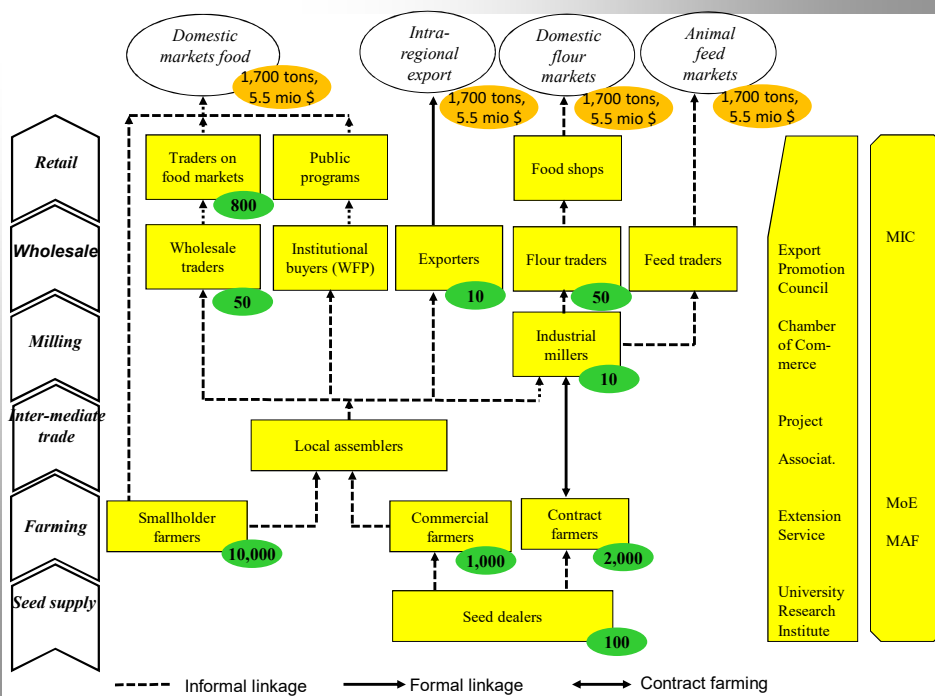 Domestic
markets food
1,700 tons,
5.5 mio $
Intra-
regional
export
1,700 tons,
5.5 mio $
Domestic
flour
markets
1,700 tons,
5.5 mio $
Animal
feed
markets
1,700 tons,
5.5 mio $
Retail
Traders on
food markets
800
Public
programs
Food shops
Wholesale
Wholesale
traders
50
Institutional
buyers (WFP)
Exporters
10
Flour traders
50
Feed traders
Milling
Industrial
millers
10
Inter-mediate
trade
Local assemblers
Farming
Smallholder
farmers
10,000
Commercial
farmers
1,000
Contract
farmers
2,000
Seed supply
Seed dealers
100
Export
Promotion
Council
Chamber
of Com-
merce
Project
Associat.
Extension
Service
University
Research
Institute
MIC
MoE
MAF
Informal linkage
Formal linkage
Contract farming